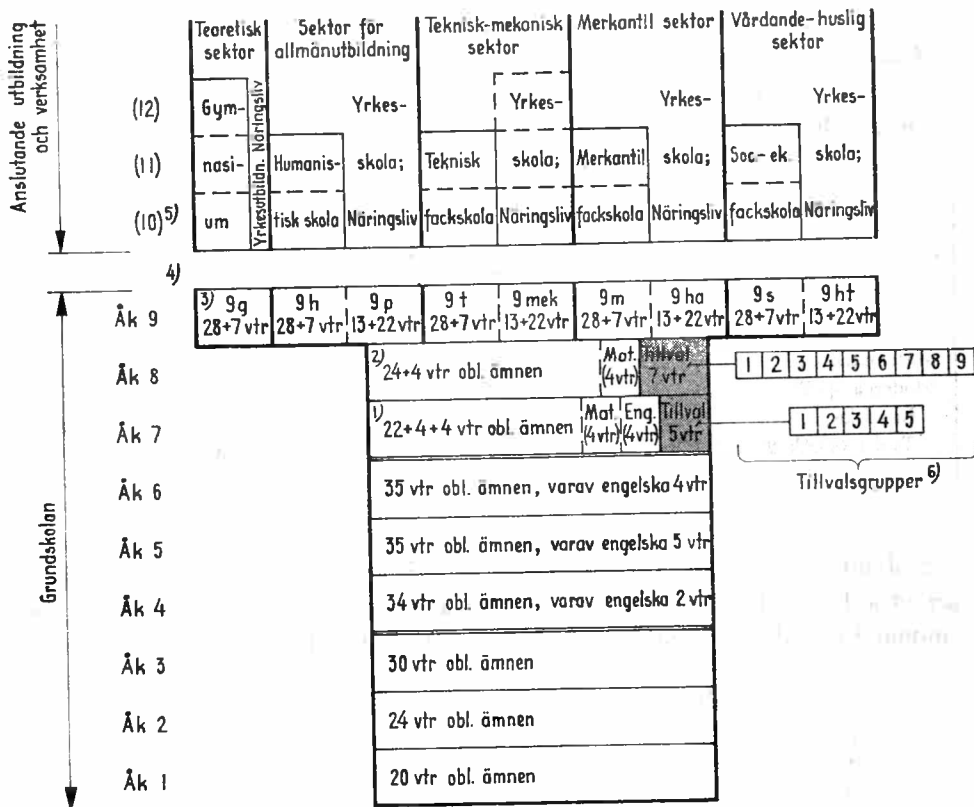 Anslutande utbildning
och verksamhet
Teoretisk
sektor
Sektor för
allmänutbildning
Teknisk-mekanisk
sektor
Merkantil sektor
Vårdande-huslig
sektor
(12)
Gym-
Yrkesutbildn. Näringsliv
Yrkes-
Yrkes-
Yrkes-
Yrkes-
(11)
nasi-
Humanis-
skola;
Teknisk
skola;
Merkantil
skola;
Soc-ek.
skola;
(10) 5)
um
tisk skola
Näringsliv
fackskola
Näringsliv
fackskola
Näringsliv
fackskola
Näringsliv
4)
Grundskolan
Åk 9
3) 9g
28+7 vtr
9h
28+7 vtr
9p
13+22vtr
9t
28+7 vtr
9mek
13+22vtr
9m
28+7 vtr
9ha
13+22vtr
9s
28+7 vtr
9ht
13+22vtr
Åk 8
2) 24+4 vtr obl. ämnen
Mat.
(4vtr)
Tillval
7 vtr
1 2 3 4 5 6 7 8 9
Åk 7
1) 22+4+4 vtr obl. ämnen
Mat.
(4vtr)
Eng.
(4vtr)
Tillval
5vtr
1 2 3 4 5
Tillvalsgrupper 6)
Åk 6
35 vtr obl. ämnen, varav engelska 4 vtr
Åk 5
35 vtr obl. ämnen, varav engelska 5 vtr
Åk 4
34 vtr obl. ämnen, varav engelska 2 vtr
Åk 3
30 vtr obl. ämnen
Åk 2
24 vtr obl. ämnen
Åk 1
20 vtr obl. ämnen